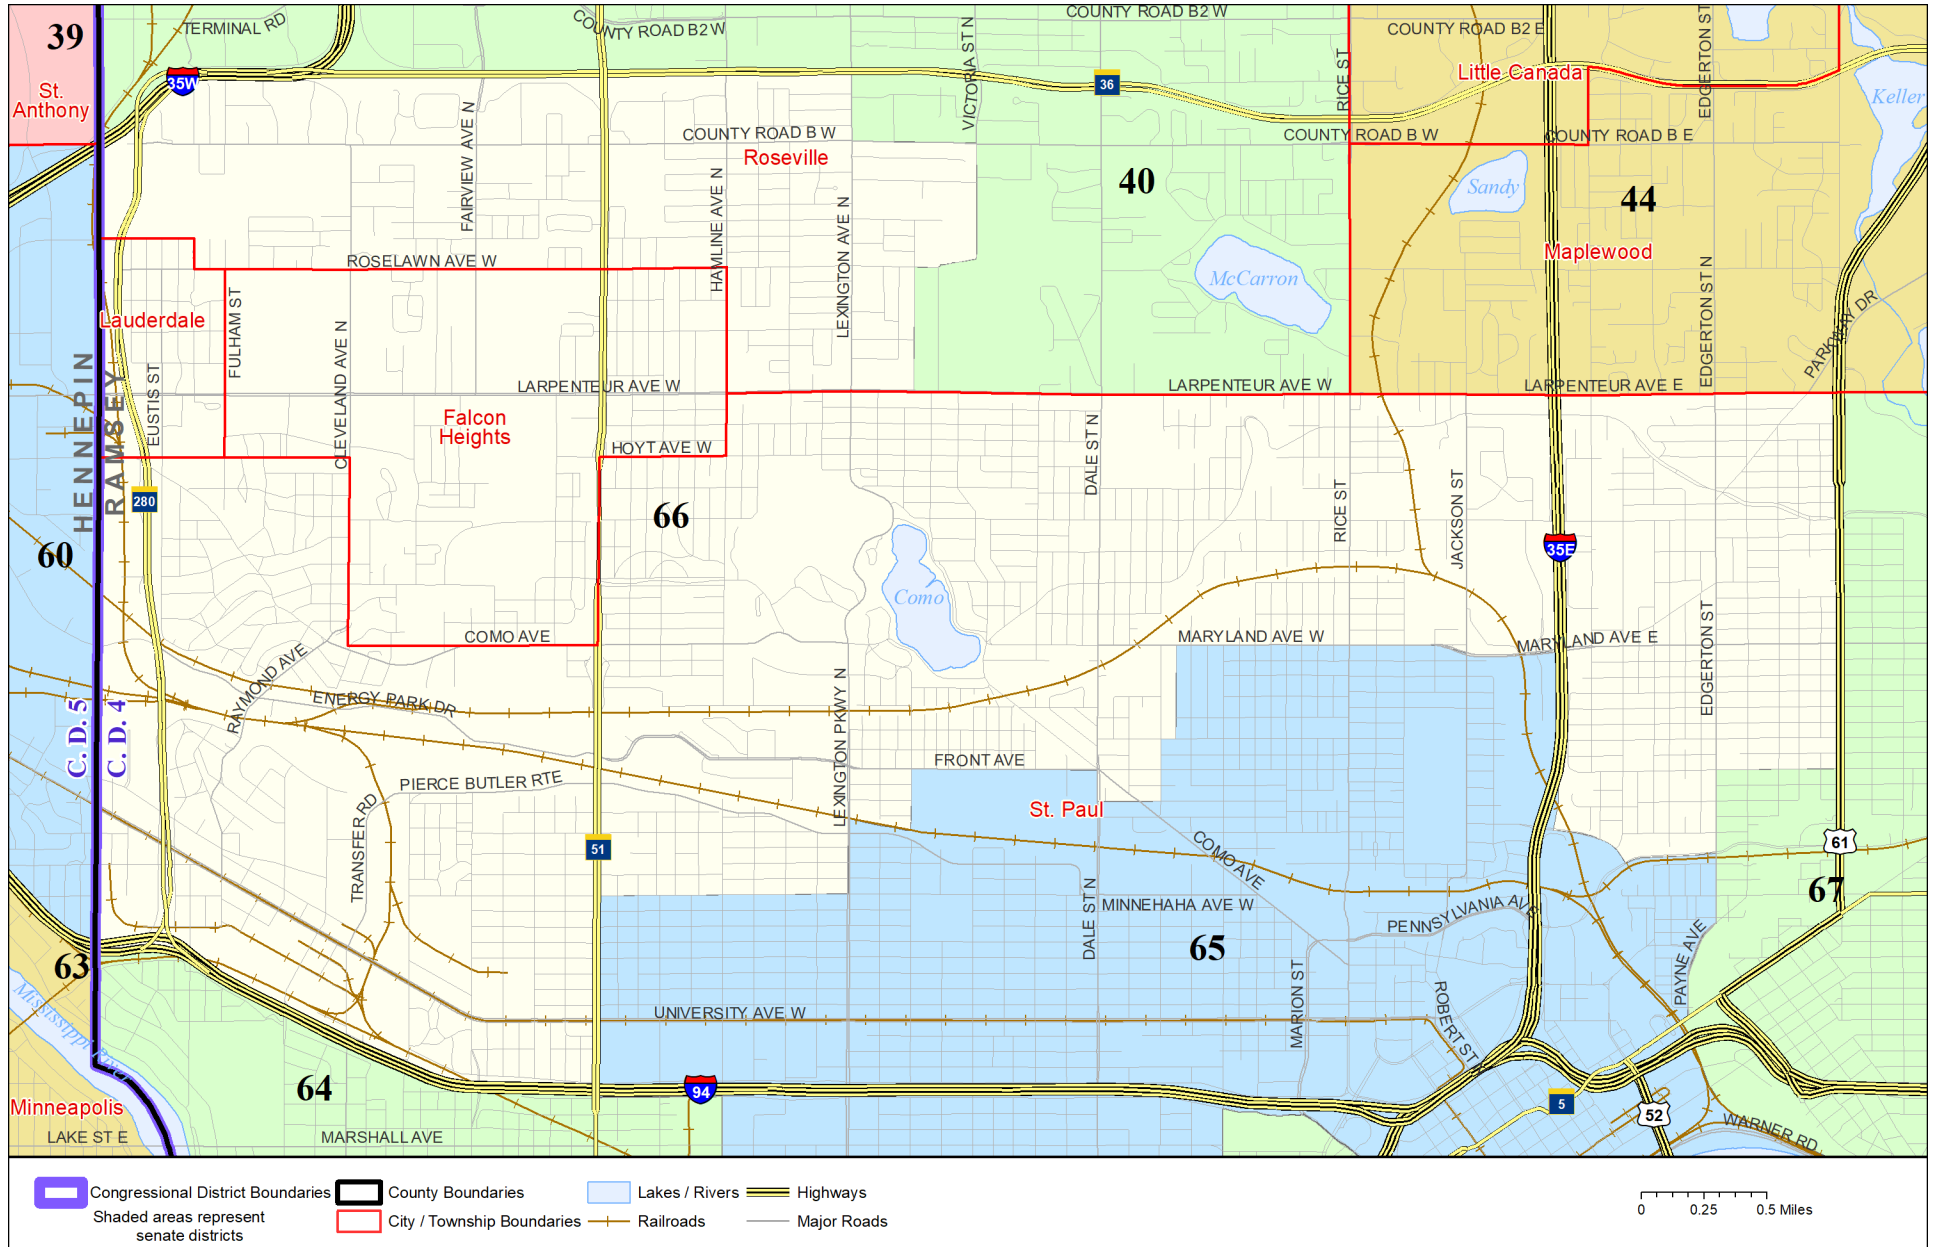 39
TERMINAL RD
COUNTY ROAD B2 W
COUNTY ROAD B2 W
VICTORIA ST N
COUNTY ROAD B2 E
EDGERTON ST
RICE ST
Little Canada
35W
36
St.
Anthony
Keller
FAIRVIEW AVE N
COUNTY ROAD B W
COUNTY ROAD B W
COUNTY ROAD B E
Roseville
40
Sandy
44
HAMLINE AVE N
LEXINGTON AVE N
ROSELAWN AVE W
McCarron
Maplewood
EDGERTON ST N
PARKWAY DR
Lauderdale
FULHAM ST
CLEVELAND AVE N
EUSTIS ST
HENNEPIN
RAMSEY
LARPENTEUR AVE W
LARPENTEUR AVE W
LARPENTEUR AVE E
Falcon
Heights
HOYT AVE W
DALE ST N
280
66
RICE ST
JACKSON ST
35E
60
Como
EDGERTON ST
COMO AVE
MARYLAND AVE W
MARYLAND AVE E
RAYMOND AVE
ENERGY PARK DR
C. D. 5
C. D. 4
LEXINGTON PKWY N
FRONT AVE
PIERCE BUTLER RTE
TRANSFER RD
St. Paul
51
COMO AVE
61
67
DALE ST N
MINNEHAHA AVE W
PENNSYLVANIA AVE
65
63
PAYNE AVE
MARION ST
ROBERT ST N
Mississippi River
UNIVERSITY AVE W
64
94
5
52
Minneapolis
LAKE ST E
MARSHALL AVE
WARNER RD
Congressional District Boundaries
County Boundaries
Lakes / Rivers
Highways
Shaded areas represent
senate districts
City / Township Boundaries
Railroads
Major Roads
0 0.25 0.5 Miles